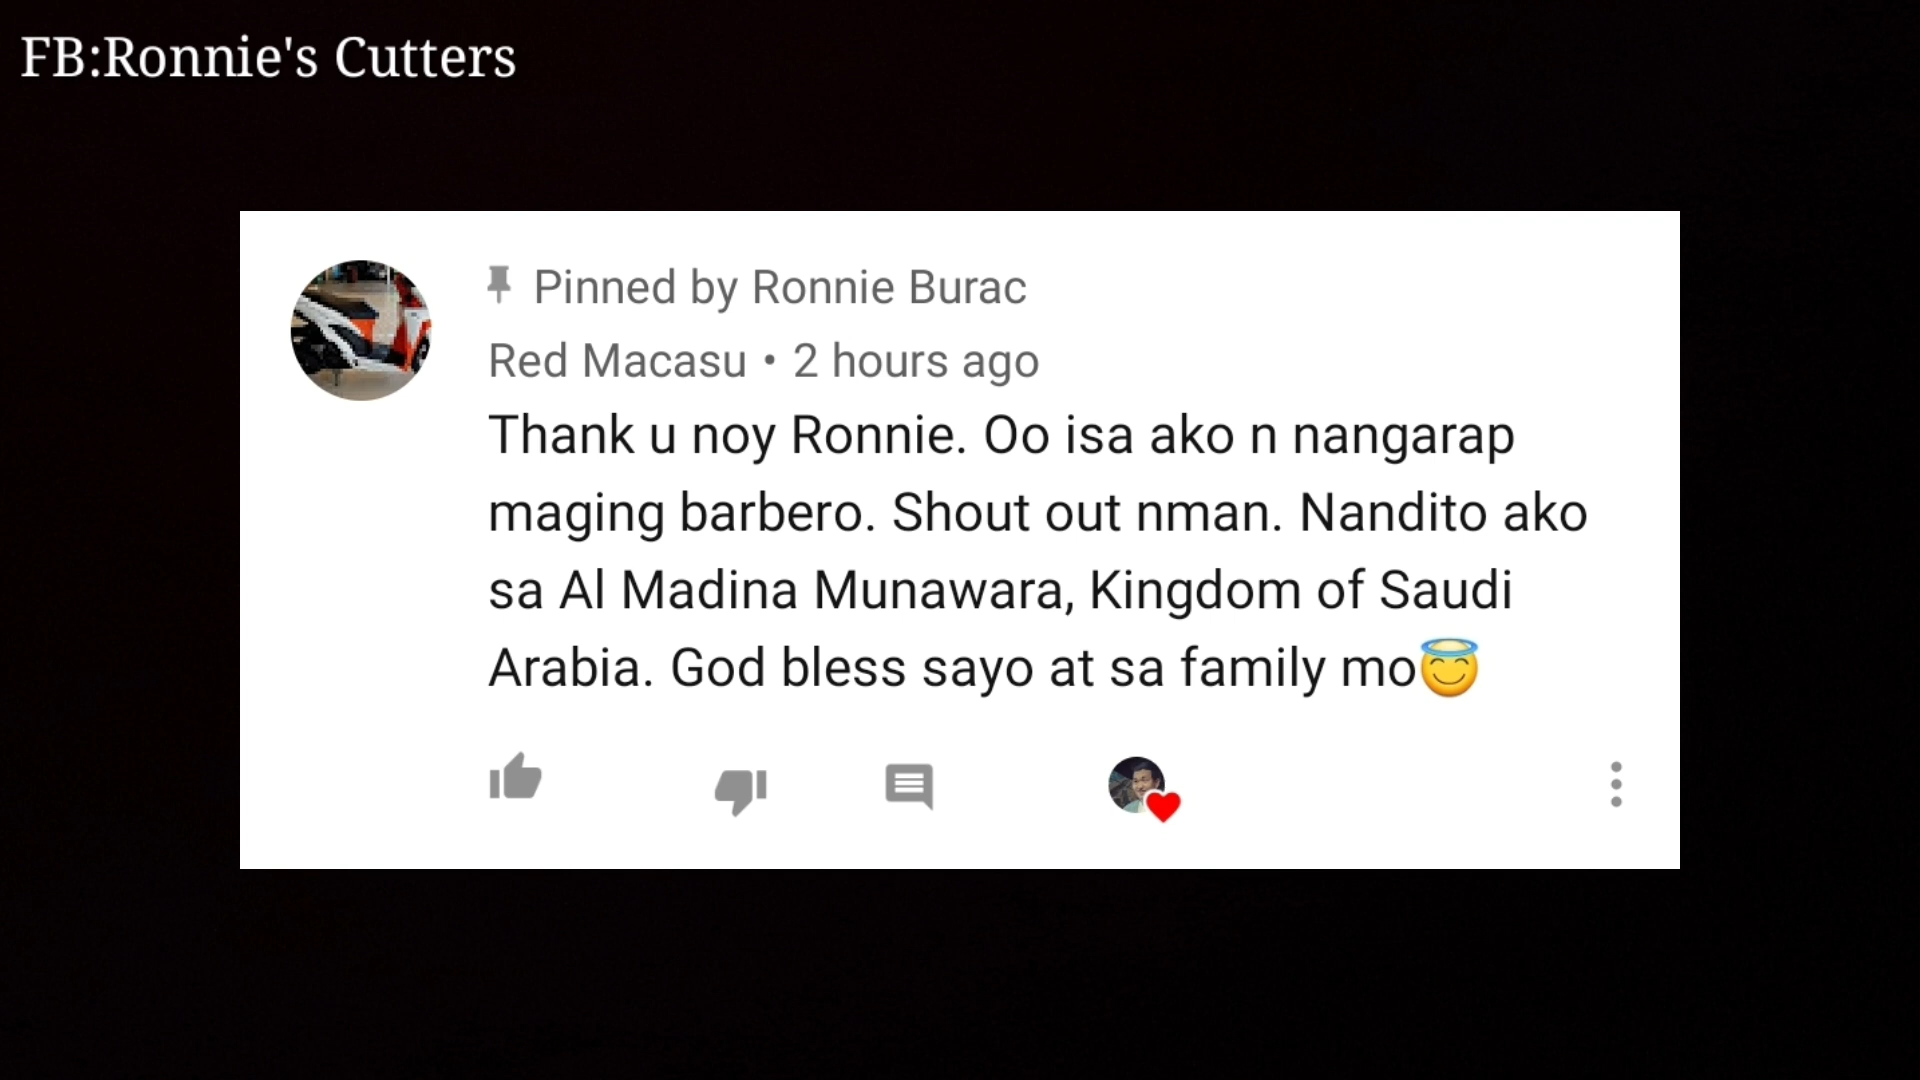 FB:Ronnie's Cutters
Pinned by Ronnie Burac
Red Macasu • 2 hours ago
Thank u noy Ronnie. Oo isa ako n nangarap
maging barbero. Shout out nman. Nandito ako
sa Al Madina Munawara, Kingdom of Saudi
Arabia. God bless sayo at sa family mo😇